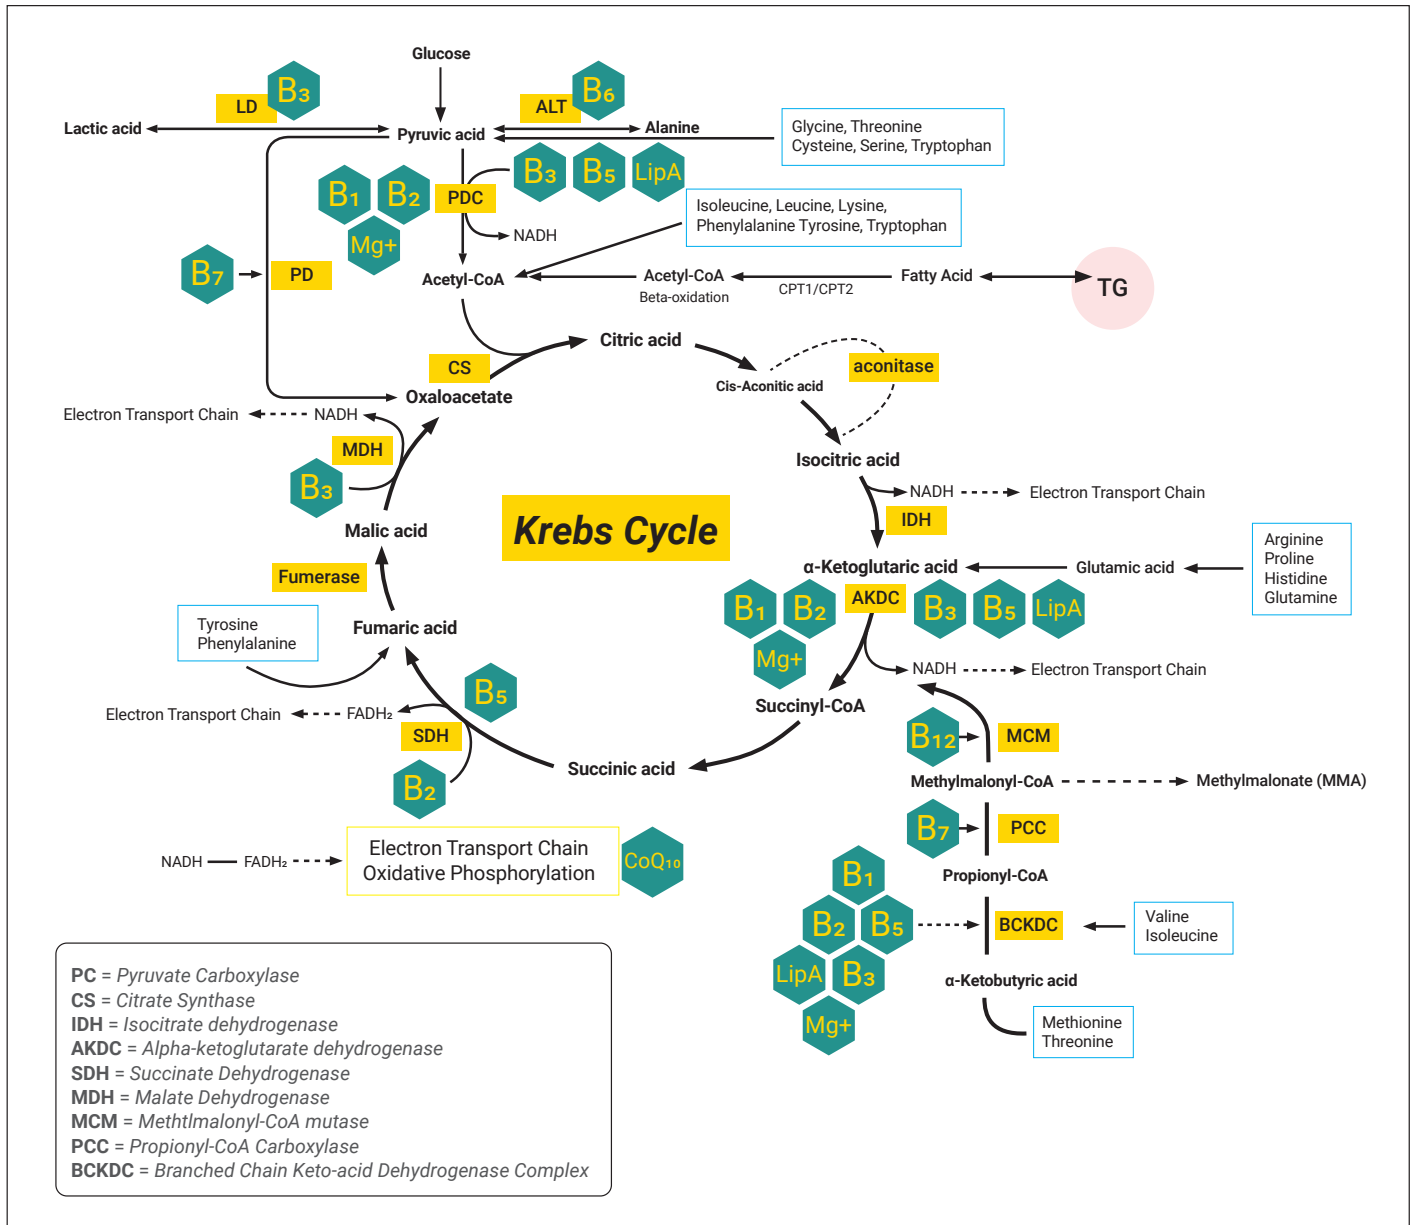 Glucose
LD
B3
ALT
B6
Lactic acid
Pyruvic acid
Alanine
Glycine, Threonine
Cysteine, Serine, Tryptophan
B1
B2
Mg+
PDC
B3
B5
LipA
NADH
Isoleucine, Leucine, Lysine,
Phenylalanine Tyrosine, Tryptophan
B7
PD
Acetyl-CoA
Acetyl-CoA
Beta-oxidation
CPT1/CPT2
Fatty Acid
TG
Citric acid
CS
Oxaloacetate
Cis-Aconitic acid
aconitase
Electron Transport Chain
NADH
MDH
B3
Isocitric acid
NADH
Electron Transport Chain
IDH
Malic acid
Krebs Cycle
Fumerase
α-Ketoglutaric acid
Glutamic acid
Arginine
Proline
Histidine
Glutamine
B1
B2
Mg+
AKDC
B3
B5
LipA
Tyrosine
Phenylalanine
Fumaric acid
NADH
Electron Transport Chain
Succinyl-CoA
B5
Electron Transport Chain
FADH₂
SDH
B2
Succinic acid
B12
MCM
Methylmalonyl-CoA
Methylmalonate (MMA)
B7
PCC
Propionyl-CoA
NADH
FADH₂
Electron Transport Chain
Oxidative Phosphorylation
CoQ10
B1
B2
B5
LipA
B3
Mg+
BCKDC
Valine
Isoleucine
α-Ketobutyric acid
Methionine
Threonine
PC = Pyruvate Carboxylase
CS = Citrate Synthase
IDH = Isocitrate dehydrogenase
AKDC = Alpha-ketoglutarate dehydrogenase
SDH = Succinate Dehydrogenase
MDH = Malate Dehydrogenase
MCM = Methtlmalonyl-CoA mutase
PCC = Propionyl-CoA Carboxylase
BCKDC = Branched Chain Keto-acid Dehydrogenase Complex